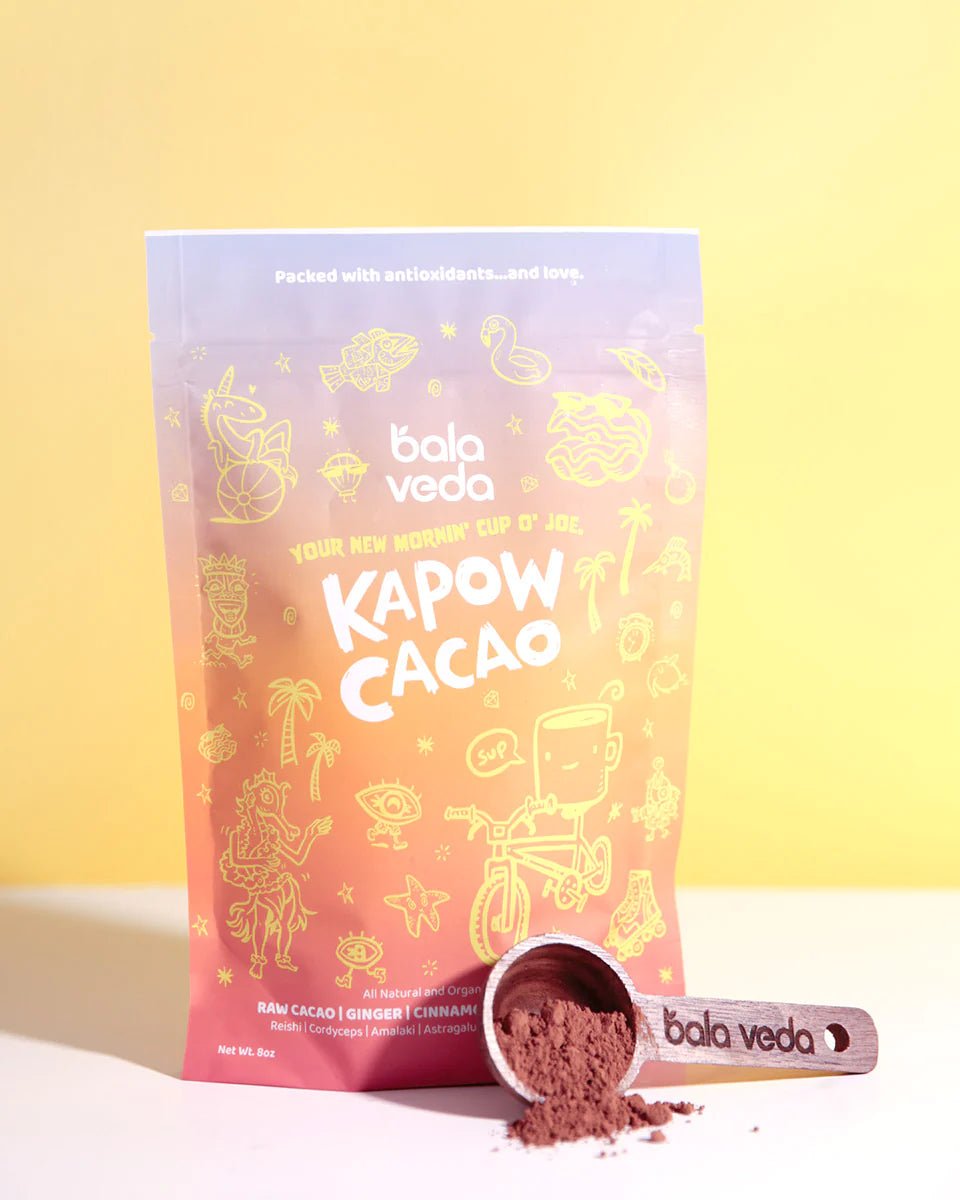 Packed with antioxidants...and love.
bala
veda
YOUR NEW MORNIN' CUP O' JOE.
KAPOW
CACAO
sup
All Natural and Organ
RAW CACAO | GINGER | CINNAMO
Reishi | Cordyceps | Amalaki | Astragalu
Net Wt. 8oz
bala veda